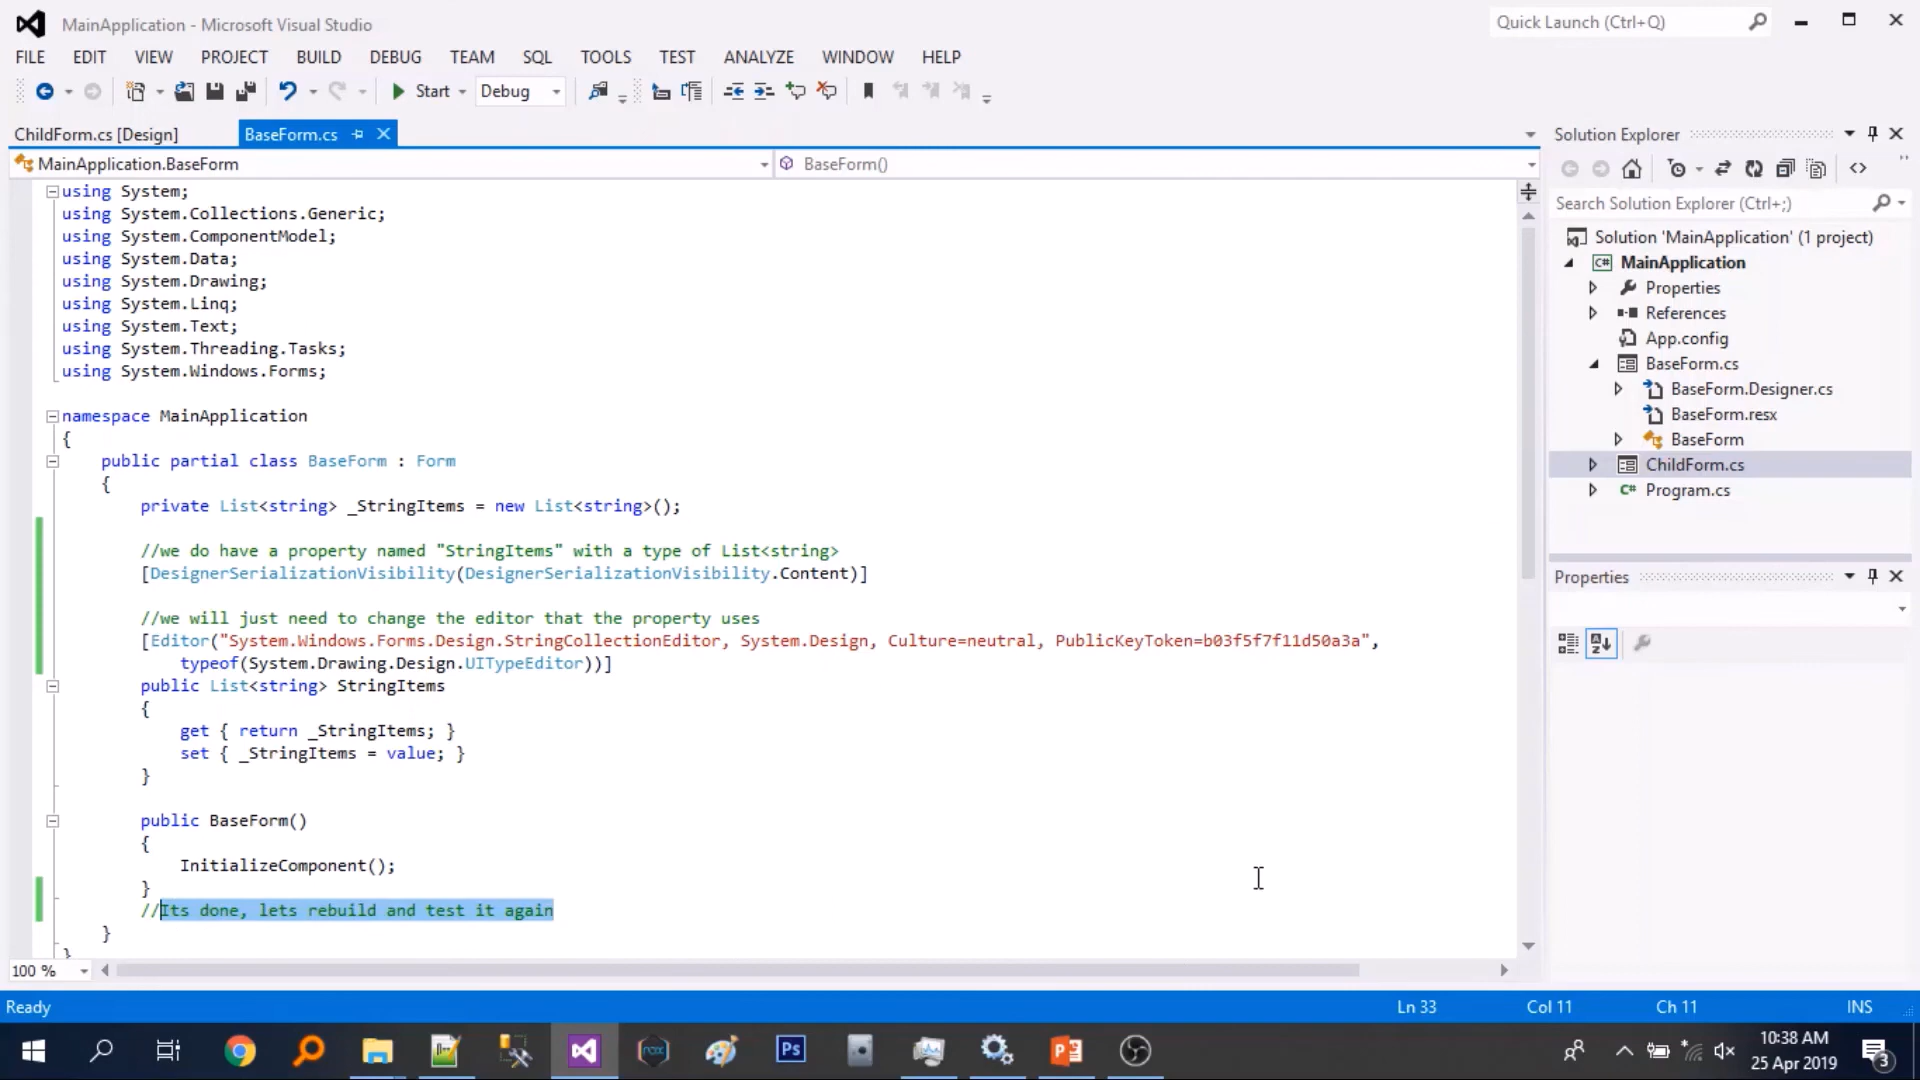 MainApplication - Microsoft Visual Studio
Quick Launch (Ctrl+Q)
FILE EDIT VIEW PROJECT BUILD DEBUG TEAM SQL TOOLS TEST ANALYZE WINDOW HELP
Start Debug
ChildForm.cs [Design] BaseForm.cs
MainApplication.BaseForm BaseForm()
using System;
using System.Collections.Generic;
using System.ComponentModel;
using System.Data;
using System.Drawing;
using System.Linq;
using System.Text;
using System.Threading.Tasks;
using System.Windows.Forms;
namespace MainApplication
{
public partial class BaseForm : Form
{
private List<string> _StringItems = new List<string>();
//we do have a property named "StringItems" with a type of List<string>
[DesignerSerializationVisibility(DesignerSerializationVisibility.Content)]
//we will just need to change the editor that the property uses
[Editor("System.Windows.Forms.Design.StringCollectionEditor, System.Design, Culture=neutral, PublicKeyToken=b03f5f7f11d50a3a",
typeof(System.Drawing.Design.UITypeEditor))]
public List<string> StringItems
{
get { return _StringItems; }
set { _StringItems = value; }
}
public BaseForm()
{
InitializeComponent();
}
//Its done, lets rebuild and test it again
}
}
100 %
Solution Explorer
Search Solution Explorer (Ctrl+;)
Solution 'MainApplication' (1 project)
C# MainApplication
Properties
References
App.config
BaseForm.cs
BaseForm.Designer.cs
BaseForm.resx
BaseForm
ChildForm.cs
C# Program.cs
Properties
Ready Ln 33 Col 11 Ch 11 INS
nox
Ps
10:38 AM
25 Apr 2019
3